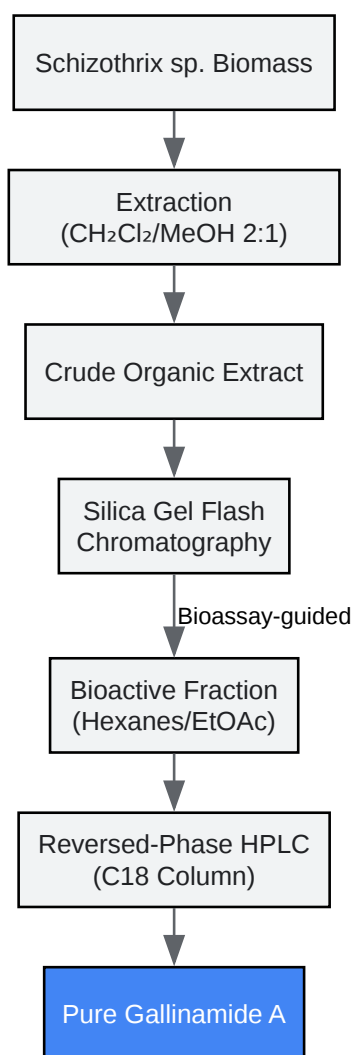 Schizothrix sp. Biomass
Extraction
(CH₂Cl₂/MeOH 2:1)
Crude Organic Extract
Silica Gel Flash
Chromatography
Bioassay-guided
Bioactive Fraction
(Hexanes/EtOAc)
Reversed-Phase HPLC
(C18 Column)
Pure Gallinamide A